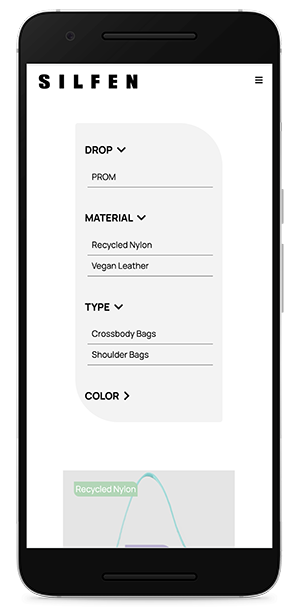 SILFEN
DROP
PROM
MATERIAL
Recycled Nylon
Vegan Leather
TYPE
Crossbody Bags
Shoulder Bags
COLOR
Recycled Nylon